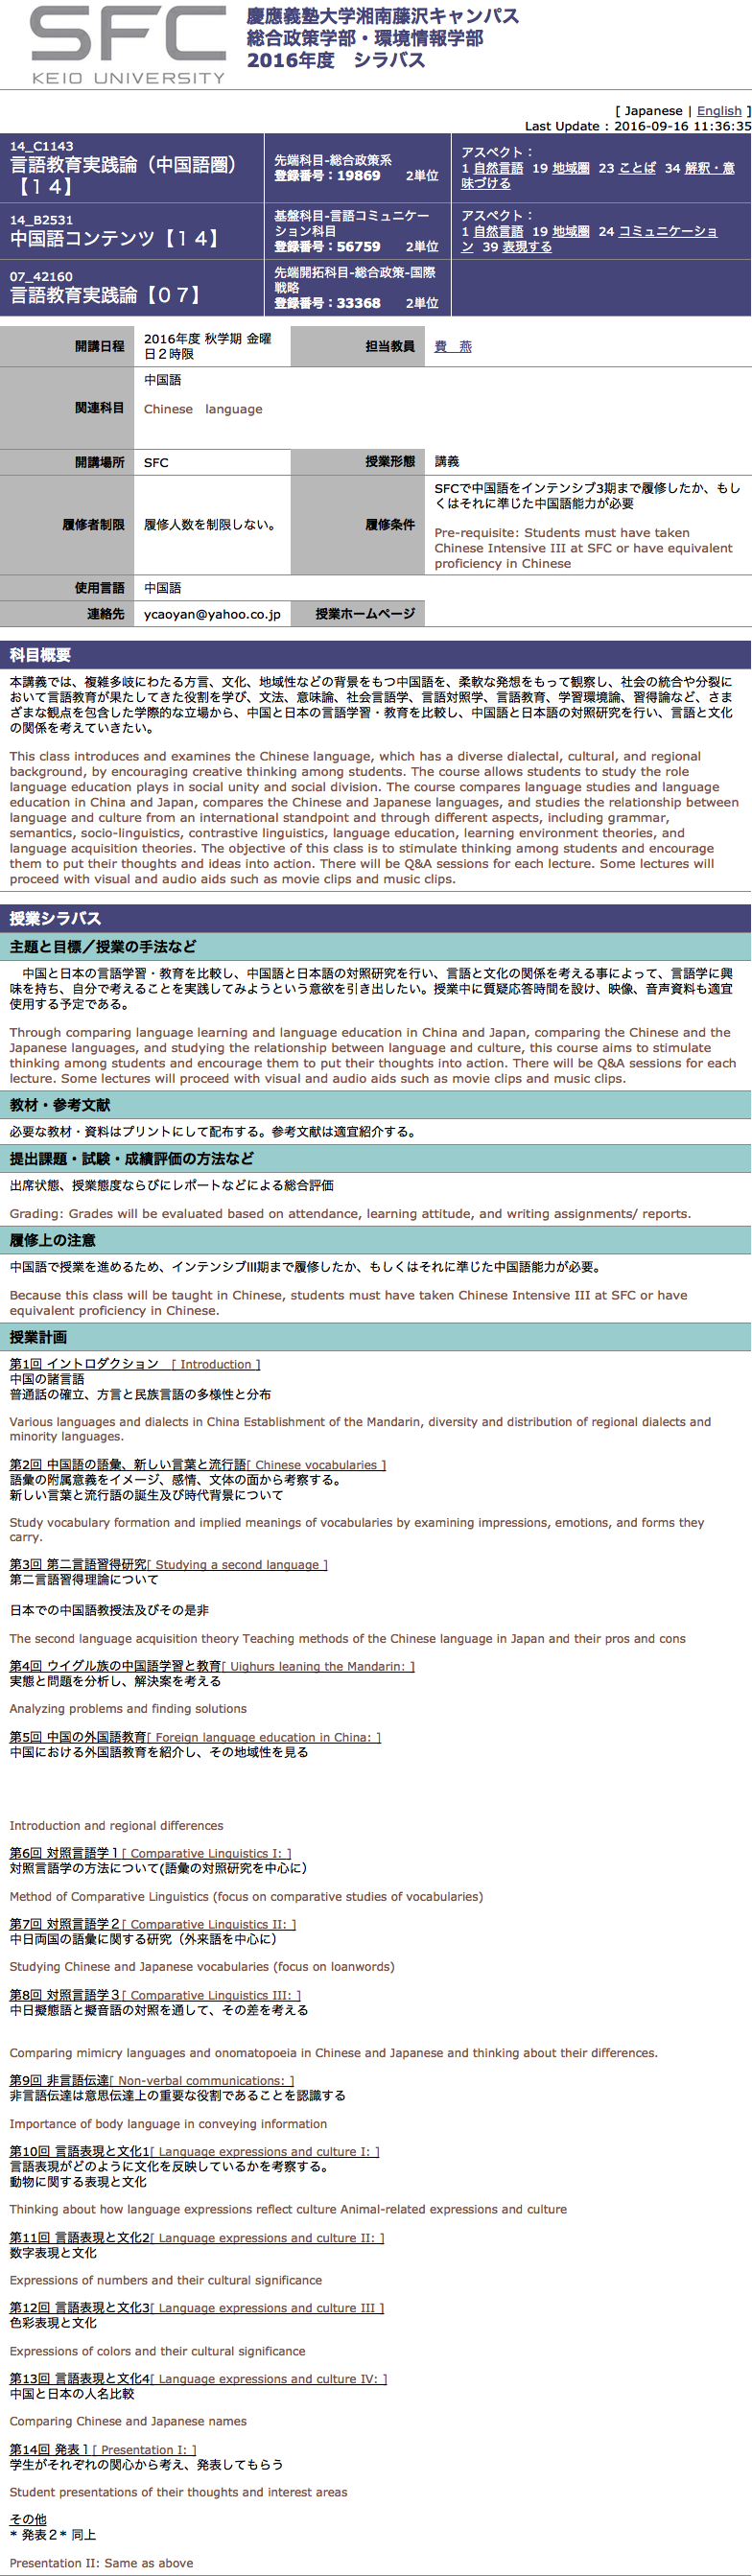 SFC
KEIO UNIVERSITY
慶應義塾大学湘南藤沢キャンパス
総合政策学部・環境情報学部
2016年度 シラバス
[ Japanese | English ]
Last Update : 2016-09-16 11:36:35
14_C1143
言語教育実践論（中国語圏）
【１４】
先端科目-総合政策系
登録番号：19869 2単位
アスペクト：
1 自然言語 19 地域圏 23 ことば 34 解釈・意
味づける
14_B2531
中国語コンテンツ【１４】
基盤科目-言語コミュニケー
ション科目
登録番号：56759 2単位
アスペクト：
1 自然言語 19 地域圏 24 コミュニケーショ
ン 39 表現する
07_42160
言語教育実践論【０７】
先端開拓科目-総合政策-国際
戦略
登録番号：33368 2単位
開講日程
2016年度 秋学期 金曜
日２時限
担当教員
費 燕
関連科目
中国語
Chinese language
開講場所
SFC
授業形態
講義
履修者制限
履修人数を制限しない。
履修条件
SFCで中国語をインテンシブ3期まで履修したか、もし
くはそれに準じた中国語能力が必要
Pre-requisite: Students must have taken
Chinese Intensive III at SFC or have equivalent
proficiency in Chinese
使用言語
中国語
連絡先
ycaoyan@yahoo.co.jp
授業ホームページ
科目概要
本講義では、複雑多岐にわたる方言、文化、地域性などの背景をもつ中国語を、柔軟な発想をもって観察し、社会の統合や分裂に
おいて言語教育が果たしてきた役割を学び、文法、意味論、社会言語学、言語対照学、言語教育、学習環境論、習得論など、さま
ざまな観点を包含した学際的な立場から、中国と日本の言語学習・教育を比較し、中国語と日本語の対照研究を行い、言語と文化
の関係を考えていきたい。
This class introduces and examines the Chinese language, which has a diverse dialectal, cultural, and regional
background, by encouraging creative thinking among students. The course allows students to study the role
language education plays in social unity and social division. The course compares language studies and language
education in China and Japan, compares the Chinese and Japanese languages, and studies the relationship between
language and culture from an international standpoint and through different aspects, including grammar,
semantics, socio-linguistics, contrastive linguistics, language education, learning environment theories, and
language acquisition theories. The objective of this class is to stimulate thinking among students and encourage
them to put their thoughts and ideas into action. There will be Q&A sessions for each lecture. Some lectures will
proceed with visual and audio aids such as movie clips and music clips.
授業シラバス
主題と目標／授業の手法など
中国と日本の言語学習・教育を比較し、中国語と日本語の対照研究を行い、言語と文化の関係を考える事によって、言語学に興
味を持ち、自分で考えることを実践してみようという意欲を引き出したい。授業中に質疑応答時間を設け、映像、音声資料も適宜
使用する予定である。
Through comparing language learning and language education in China and Japan, comparing the Chinese and the
Japanese languages, and studying the relationship between language and culture, this course aims to stimulate
thinking among students and encourage them to put their thoughts into action. There will be Q&A sessions for each
lecture. Some lectures will proceed with visual and audio aids such as movie clips and music clips.
教材・参考文献
必要な教材・資料はプリントにして配布する。参考文献は適宜紹介する。
提出課題・試験・成績評価の方法など
出席状態、授業態度ならびにレポートなどによる総合評価
Grading: Grades will be evaluated based on attendance, learning attitude, and writing assignments/ reports.
履修上の注意
中国語で授業を進めるため、インテンシブIII期まで履修したか、もしくはそれに準じた中国語能力が必要。
Because this class will be taught in Chinese, students must have taken Chinese Intensive III at SFC or have
equivalent proficiency in Chinese.
授業計画
第1回 イントロダクション [ Introduction ]
中国の諸言語
普通話の確立、方言と民族言語の多様性と分布
Various languages and dialects in China Establishment of the Mandarin, diversity and distribution of regional dialects and
minority languages.
第2回 中国語の語彙、新しい言葉と流行語[ Chinese vocabularies ]
語彙の附属意義をイメージ、感情、文体の面から考察する。
新しい言葉と流行語の誕生及び時代背景について
Study vocabulary formation and implied meanings of vocabularies by examining impressions, emotions, and forms they
carry.
第3回 第二言語習得研究[ Studying a second language ]
第二言語習得理論について
日本での中国語教授法及びその是非
The second language acquisition theory Teaching methods of the Chinese language in Japan and their pros and cons
第4回 ウイグル族の中国語学習と教育[ Uighurs leaning the Mandarin: ]
実態と問題を分析し、解決案を考える
Analyzing problems and finding solutions
第5回 中国の外国語教育[ Foreign language education in China: ]
中国における外国語教育を紹介し、その地域性を見る
Introduction and regional differences
第6回 対照言語学１[ Comparative Linguistics I: ]
対照言語学の方法について(語彙の対照研究を中心に）
Method of Comparative Linguistics (focus on comparative studies of vocabularies)
第7回 対照言語学２[ Comparative Linguistics II: ]
中日両国の語彙に関する研究（外来語を中心に）
Studying Chinese and Japanese vocabularies (focus on loanwords)
第8回 対照言語学３[ Comparative Linguistics III: ]
中日擬態語と擬音語の対照を通して、その差を考える
Comparing mimicry languages and onomatopoeia in Chinese and Japanese and thinking about their differences.
第9回 非言語伝達[ Non-verbal communications: ]
非言語伝達は意思伝達上の重要な役割であることを認識する
Importance of body language in conveying information
第10回 言語表現と文化1[ Language expressions and culture I: ]
言語表現がどのように文化を反映しているかを考察する。
動物に関する表現と文化
Thinking about how language expressions reflect culture Animal-related expressions and culture
第11回 言語表現と文化2[ Language expressions and culture II: ]
数字表現と文化
Expressions of numbers and their cultural significance
第12回 言語表現と文化3[ Language expressions and culture III ]
色彩表現と文化
Expressions of colors and their cultural significance
第13回 言語表現と文化4[ Language expressions and culture IV: ]
中国と日本の人名比較
Comparing Chinese and Japanese names
第14回 発表１[ Presentation I: ]
学生がそれぞれの関心から考え、発表してもらう
Student presentations of their thoughts and interest areas
その他
* 発表２* 同上
Presentation II: Same as above